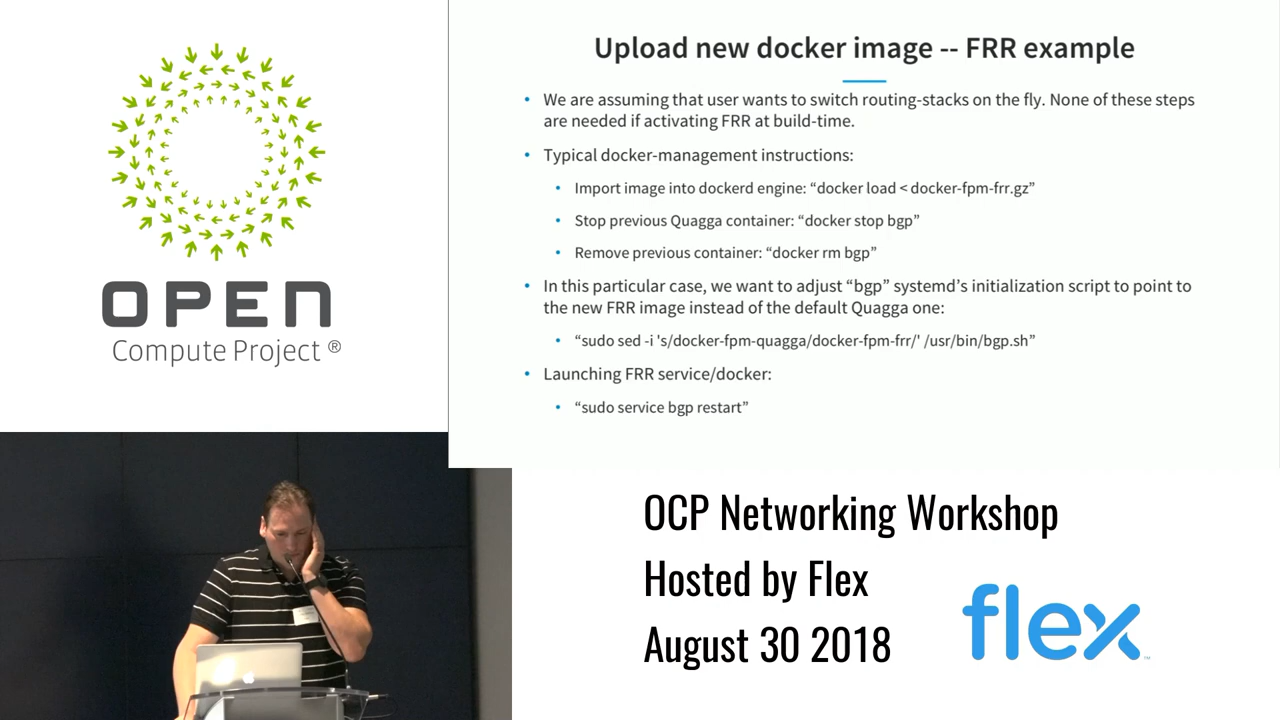 OPEN
Compute Project ®
Upload new docker image -- FRR example
• We are assuming that user wants to switch routing-stacks on the fly. None of these steps
are needed if activating FRR at build-time.
• Typical docker-management instructions:
• Import image into dockerd engine: “docker load < docker-fpm-frr.gz”
• Stop previous Quagga container: “docker stop bgp”
• Remove previous container: “docker rm bgp”
• In this particular case, we want to adjust “bgp” systemd’s initialization script to point to
the new FRR image instead of the default Quagga one:
• “sudo sed -i 's/docker-fpm-quagga/docker-fpm-frr/' /usr/bin/bgp.sh”
• Launching FRR service/docker:
• “sudo service bgp restart”
OCP Networking Workshop
Hosted by Flex
August 30 2018
flex™